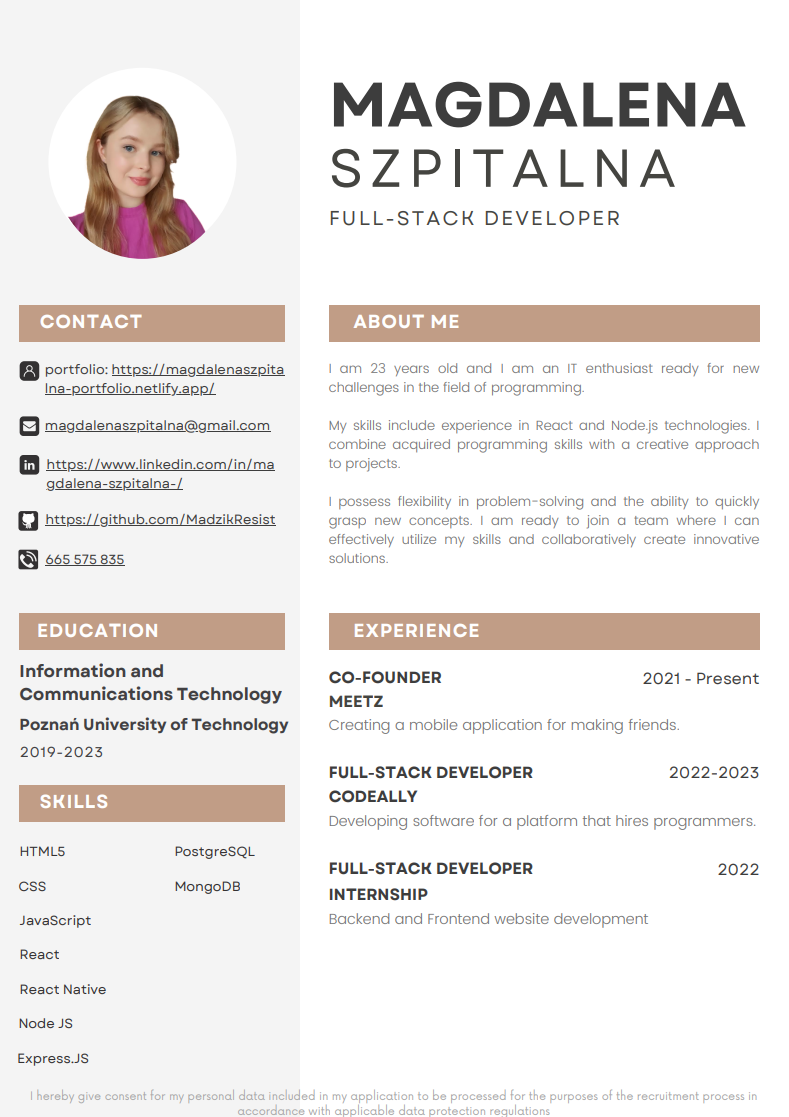 MAGDALENA
SZPITALNA
FULL-STACK DEVELOPER
CONTACT
portfolio: https://magdalenaszpita
lna-portfolio.netlify.app/
magdalenaszpitalna@gmail.com
https://www.linkedin.com/in/ma
gdalena-szpitalna-/
https://github.com/MadzikResist
665 575 835
EDUCATION
Information and
Communications Technology
Poznań University of Technology
2019-2023
SKILLS
HTML5
CSS
JavaScript
React
React Native
Node JS
Express.JS
PostgreSQL
MongoDB
ABOUT ME
I am 23 years old and I am an IT enthusiast ready for new
challenges in the field of programming.
My skills include experience in React and Node.js technologies. I
combine acquired programming skills with a creative approach
to projects.
I possess flexibility in problem-solving and the ability to quickly
grasp new concepts. I am ready to join a team where I can
effectively utilize my skills and collaboratively create innovative
solutions.
EXPERIENCE
CO-FOUNDER 2021 - Present
MEETZ
Creating a mobile application for making friends.
FULL-STACK DEVELOPER 2022-2023
CODEALLY
Developing software for a platform that hires programmers.
FULL-STACK DEVELOPER 2022
INTERNSHIP
Backend and Frontend website development
I hereby give consent for my personal data included in my application to be processed for the purposes of the recruitment process in
accordance with applicable data protection regulations